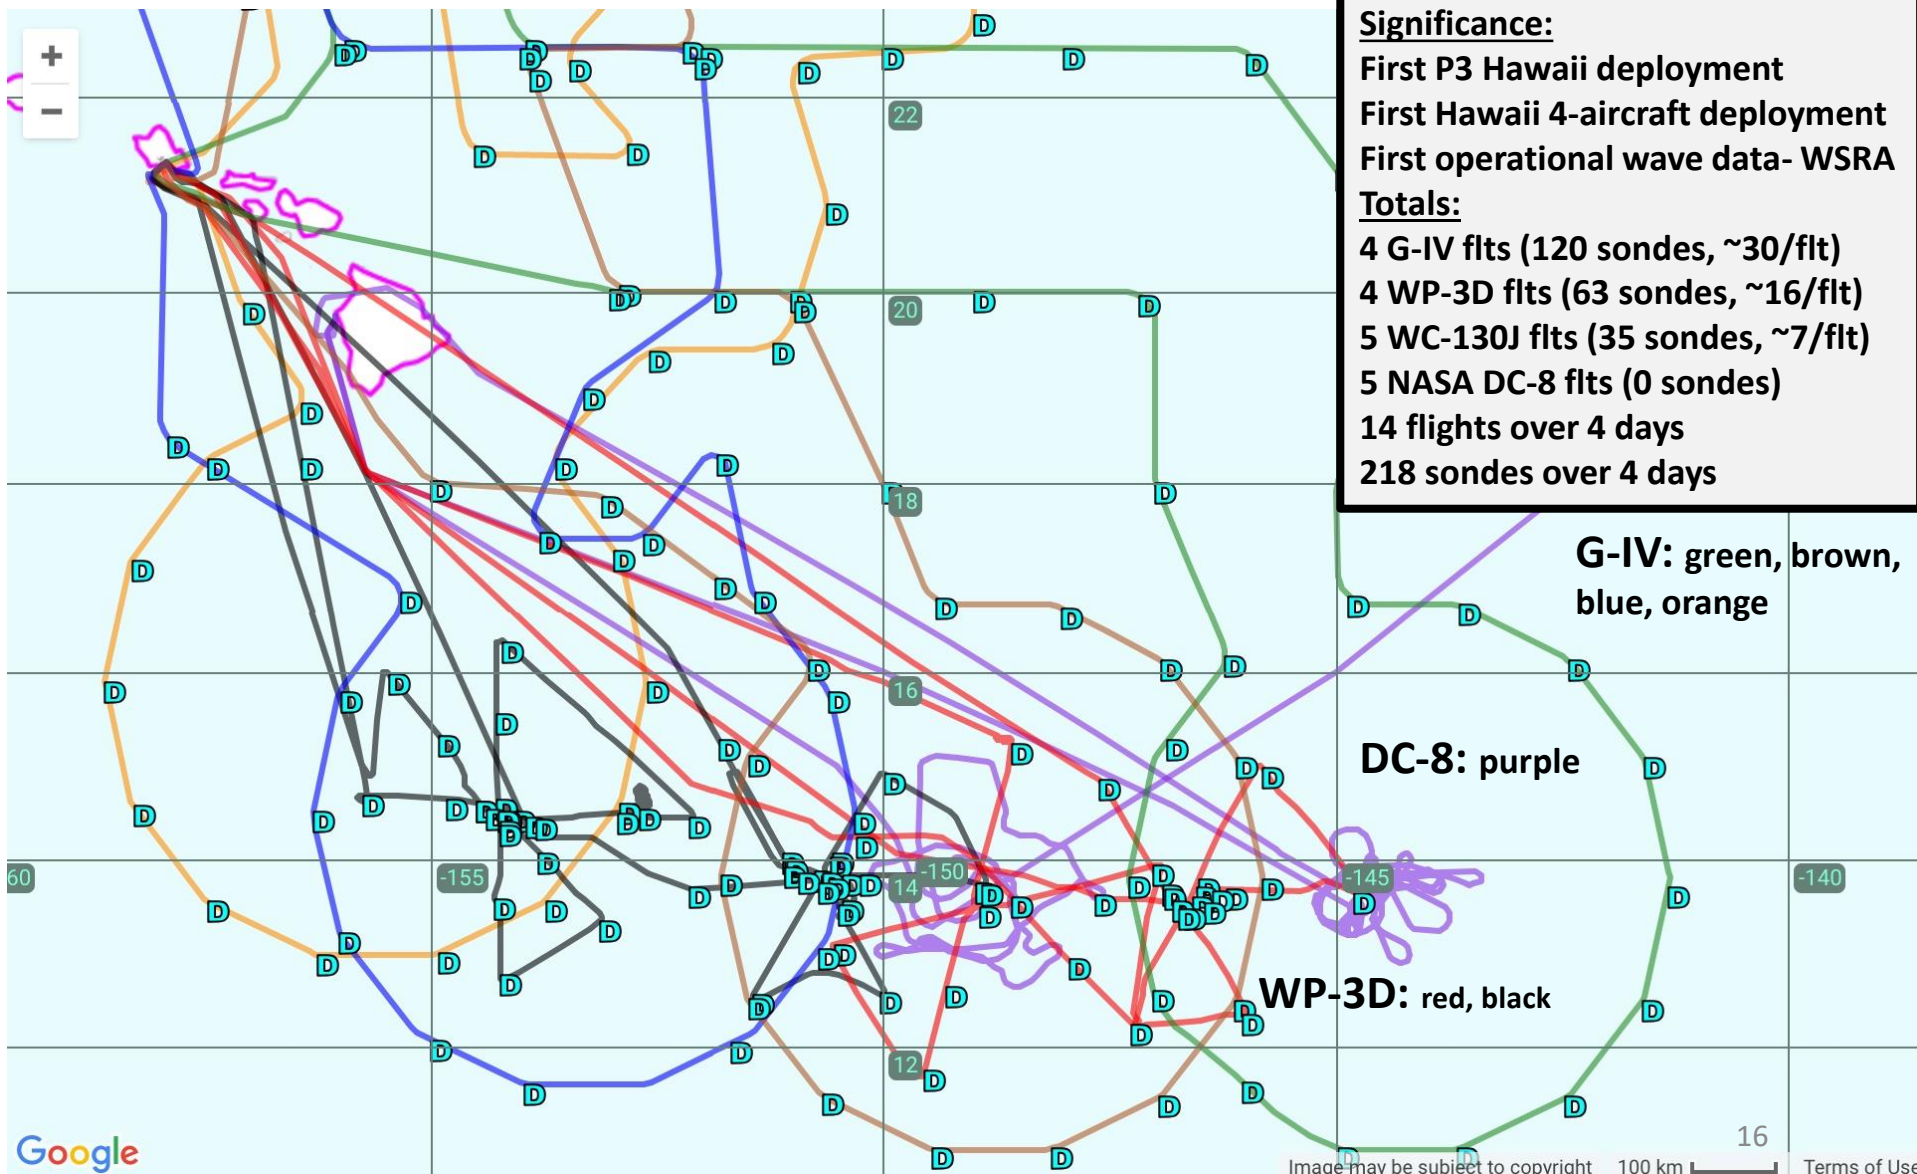 +
−
Significance:
First P3 Hawaii deployment
First Hawaii 4-aircraft deployment
First operational wave data- WSRA
Totals:
4 G-IV flts (120 sondes, ~30/flt)
4 WP-3D flts (63 sondes, ~16/flt)
5 WC-130J flts (35 sondes, ~7/flt)
5 NASA DC-8 flts (0 sondes)
14 flights over 4 days
218 sondes over 4 days
22
20
18
G-IV: green, brown,
blue, orange
16
DC-8: purple
60
-155
-150
-145
-140
14
WP-3D: red, black
12
D
16
Google
Image may be subject to copyright 100 km Terms of Use